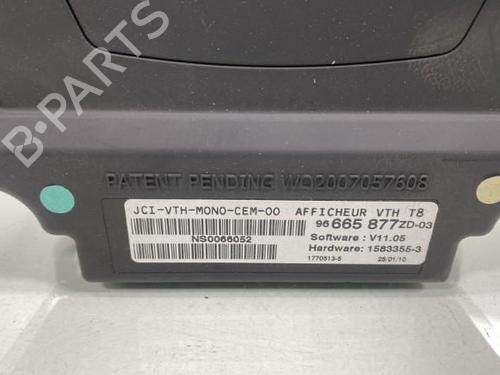 B-PARTS
PATENT PENDING WO2007057608
JCI-VTH-MONO-CEM-00 AFFICHEUR VTH T8
96 665 877ZD-03
NS0066052
Software : V11.05
Hardware: 1583355-3
1770513-5 25/01/10